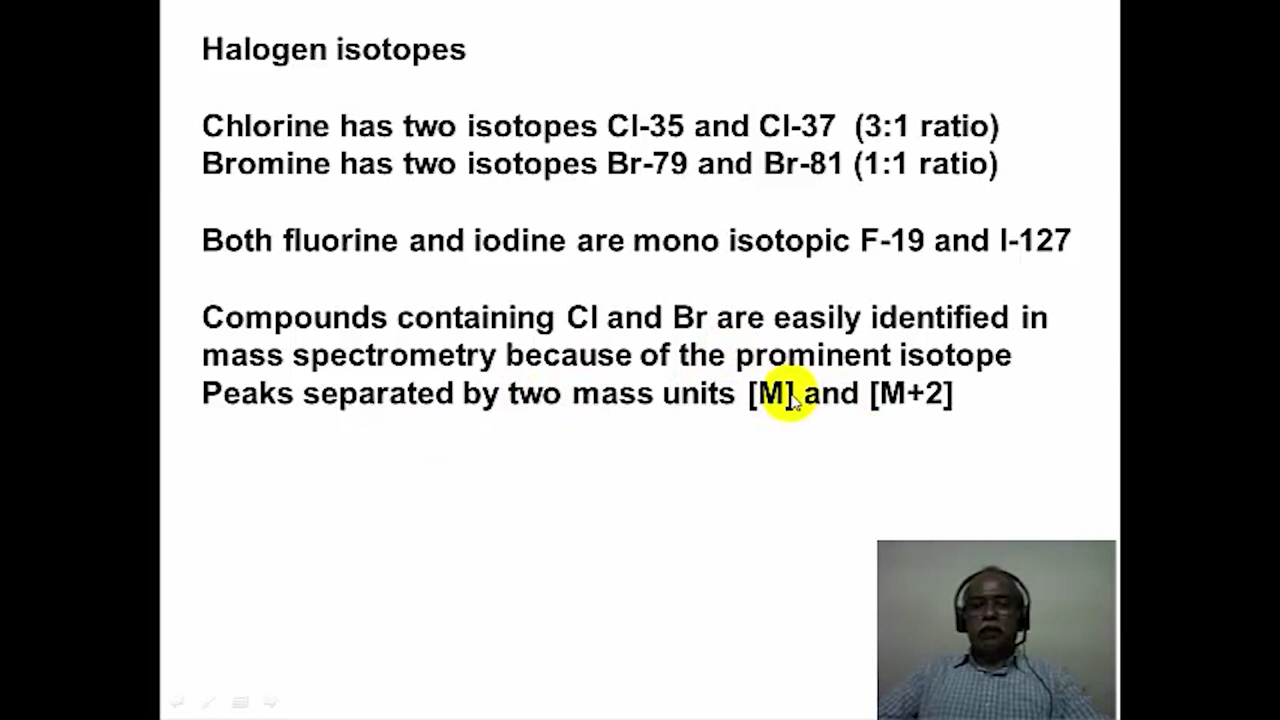 Halogen isotopes
Chlorine has two isotopes Cl-35 and Cl-37 (3:1 ratio)
Bromine has two isotopes Br-79 and Br-81 (1:1 ratio)
Both fluorine and iodine are mono isotopic F-19 and I-127
Compounds containing Cl and Br are easily identified in
mass spectrometry because of the prominent isotope
Peaks separated by two mass units [M] and [M+2]